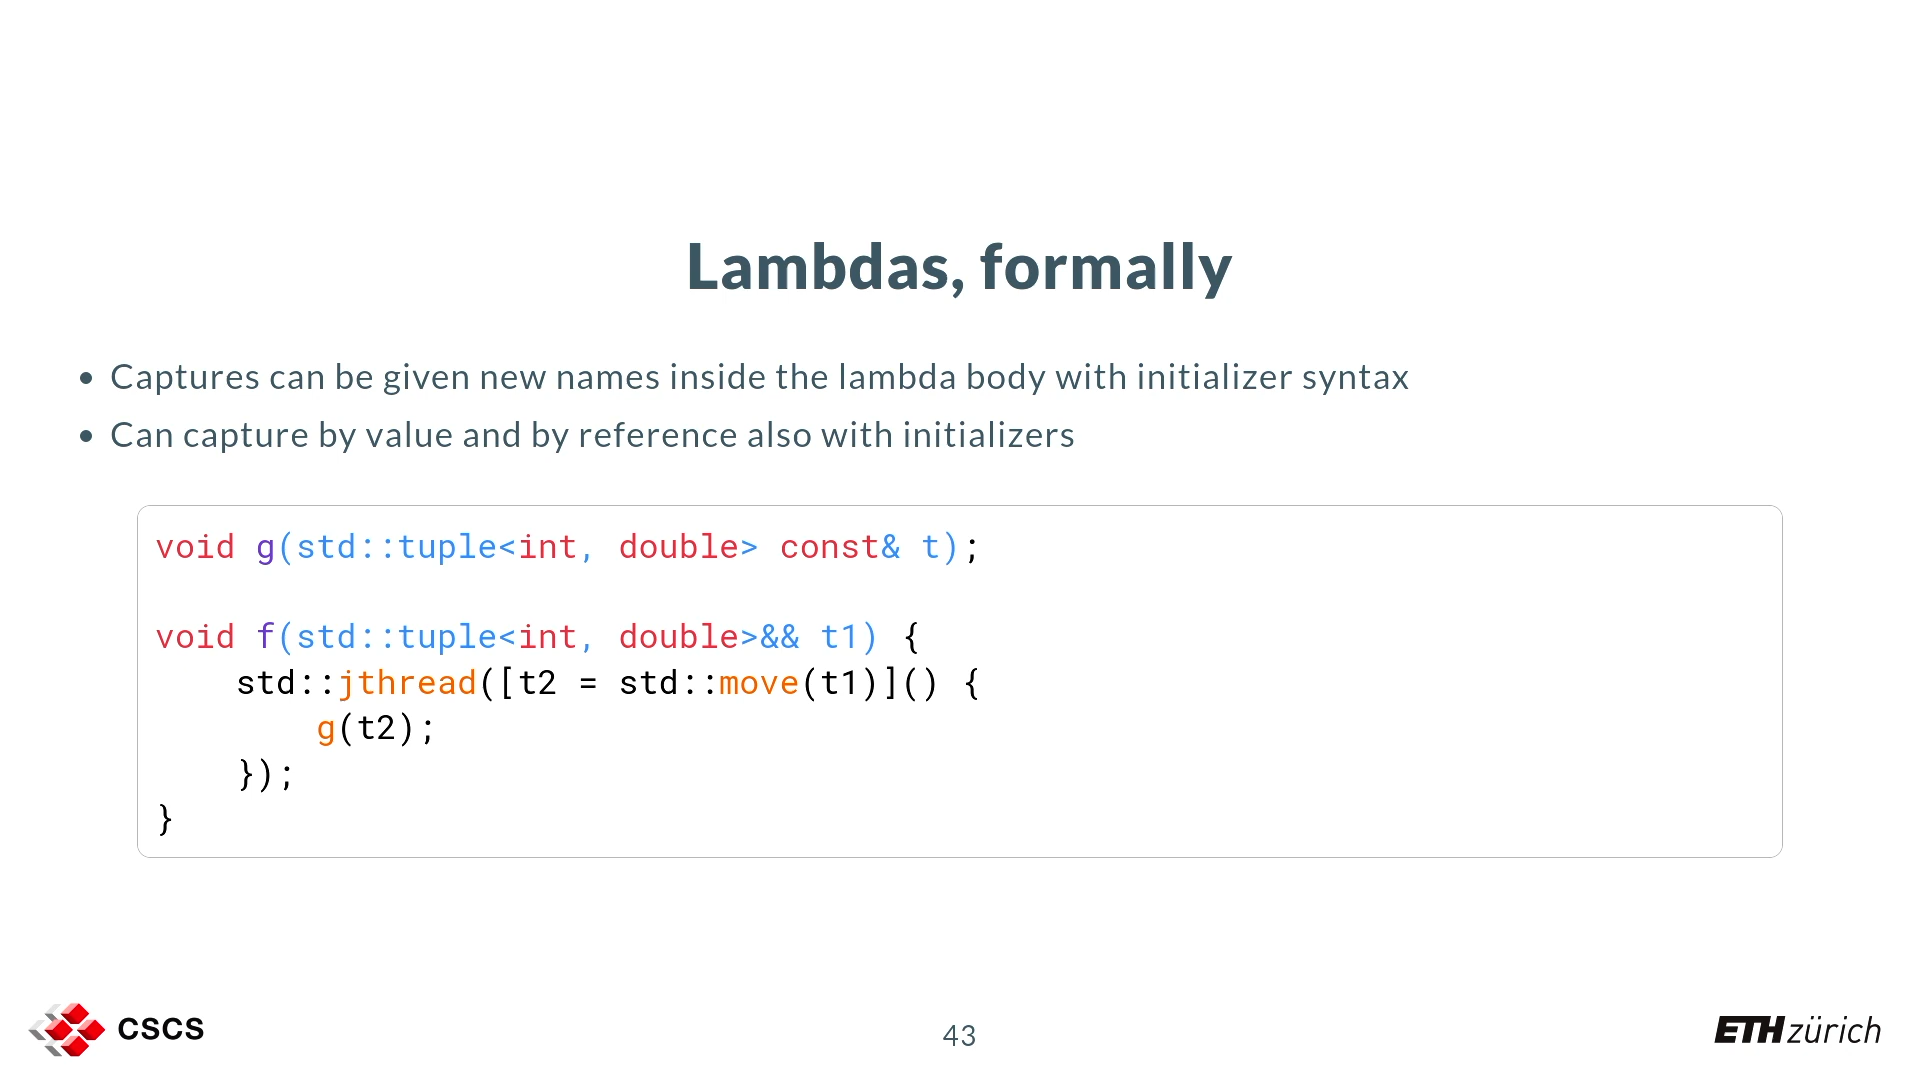 Lambdas, formally
• Captures can be given new names inside the lambda body with initializer syntax
• Can capture by value and by reference also with initializers
void g(std::tuple<int, double> const& t);
void f(std::tuple<int, double>&& t1) {
    std::jthread([t2 = std::move(t1)]() {
        g(t2);
    });
}
CSCS
43
ETH zürich